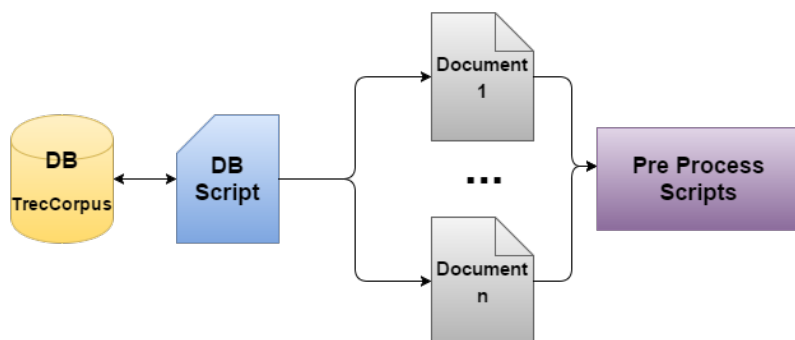 DB
TrecCorpus
DB
Script
Document
1
...
Document
n
Pre Process
Scripts